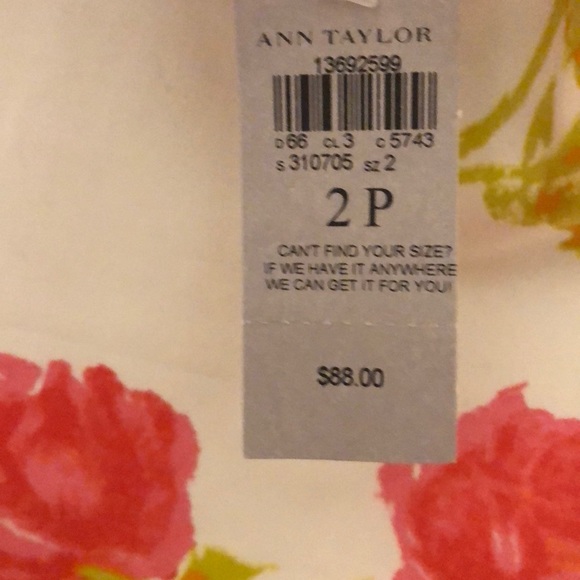 ANN TAYLOR
13692599
D 66 CL 3 C 5743
S 310705 SZ 2
2 P
CAN'T FIND YOUR SIZE?
IF WE HAVE IT ANYWHERE
WE CAN GET IT FOR YOU!
$88.00